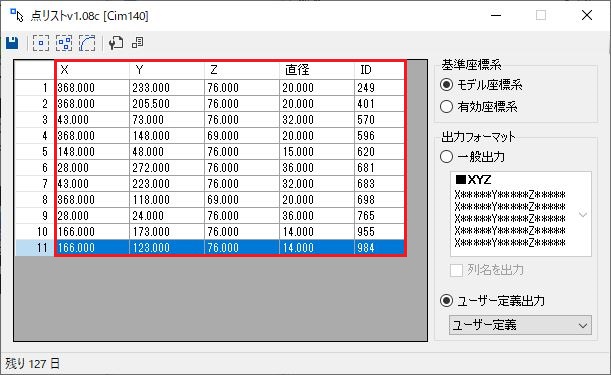 点リストv1.08c [Cim140]
X Y Z 直径 ID
1 368.000 233.000 76.000 20.000 249
2 368.000 205.500 76.000 20.000 401
3 43.000 73.000 76.000 32.000 570
4 368.000 148.000 69.000 20.000 596
5 148.000 48.000 76.000 15.000 620
6 28.000 272.000 76.000 36.000 681
7 43.000 223.000 76.000 32.000 683
8 368.000 118.000 69.000 20.000 698
9 28.000 24.000 76.000 36.000 765
10 166.000 173.000 76.000 14.000 955
11 166.000 123.000 76.000 14.000 984
基準座標系
モデル座標系
有効座標系
出力フォーマット
一般出力
■XYZ
X*****Y*****Z*****
X*****Y*****Z*****
X*****Y*****Z*****
X*****Y*****Z*****
列名を出力
ユーザー定義出力
ユーザー定義
残り 127 日